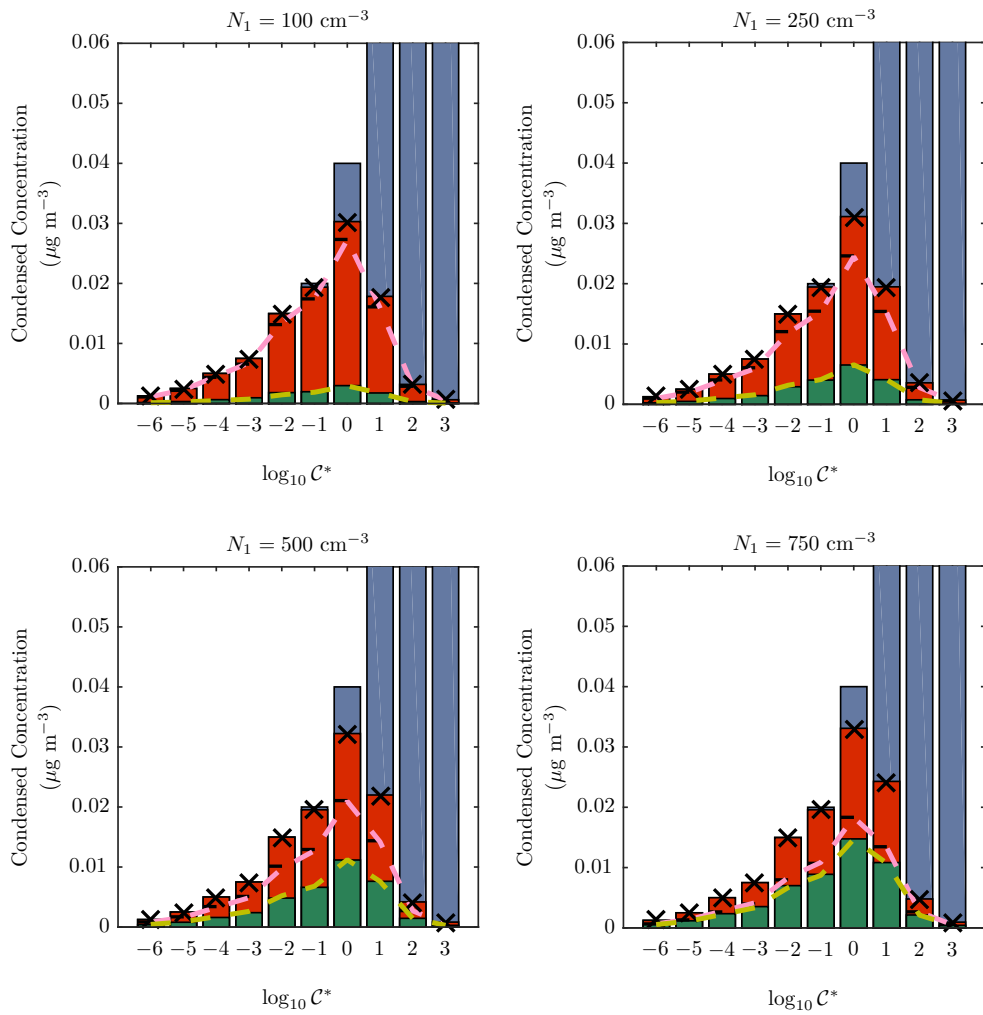 N₁ = 100 cm⁻³
Condensed Concentration
(μg m⁻³)
0.06
0.05
0.04
0.03
0.02
0.01
0
−6 −5 −4 −3 −2 −1 0 1 2 3
log₁₀ C*
N₁ = 250 cm⁻³
Condensed Concentration
(μg m⁻³)
0.06
0.05
0.04
0.03
0.02
0.01
0
−6 −5 −4 −3 −2 −1 0 1 2 3
log₁₀ C*
N₁ = 500 cm⁻³
Condensed Concentration
(μg m⁻³)
0.06
0.05
0.04
0.03
0.02
0.01
0
−6 −5 −4 −3 −2 −1 0 1 2 3
log₁₀ C*
N₁ = 750 cm⁻³
Condensed Concentration
(μg m⁻³)
0.06
0.05
0.04
0.03
0.02
0.01
0
−6 −5 −4 −3 −2 −1 0 1 2 3
log₁₀ C*